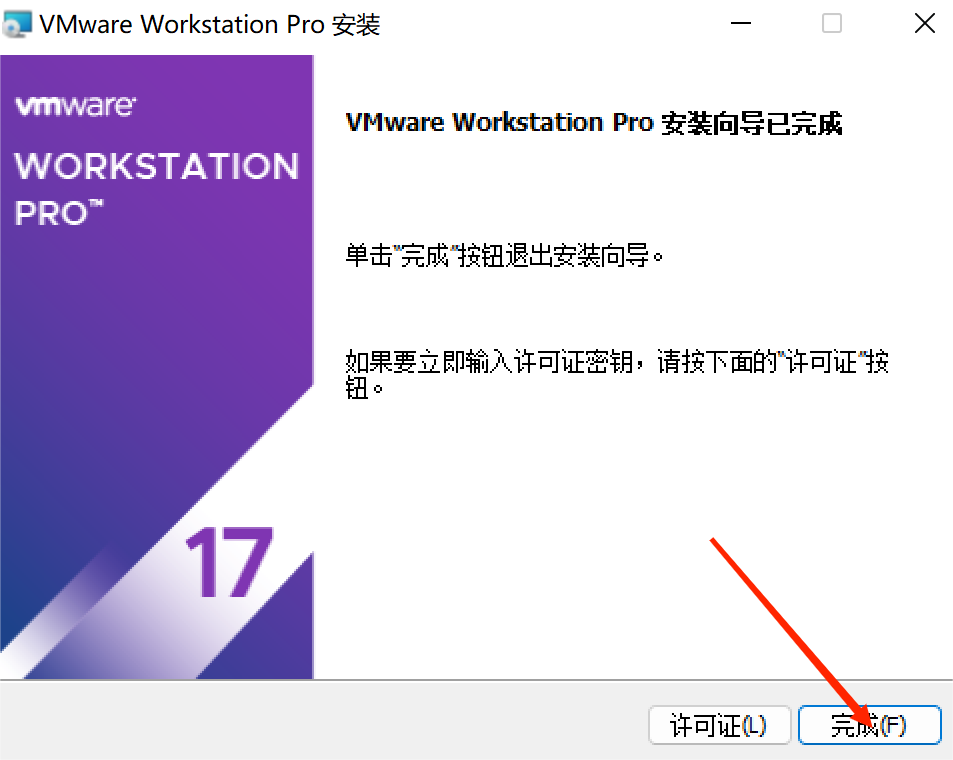 VMware Workstation Pro 安装
vmware®
WORKSTATION
PRO™
VMware Workstation Pro 安装向导已完成
单击"完成"按钮退出安装向导。
如果要立即输入许可证密钥，请按下面的"许可证"按
钮。
17
许可证(L)
完成(F)